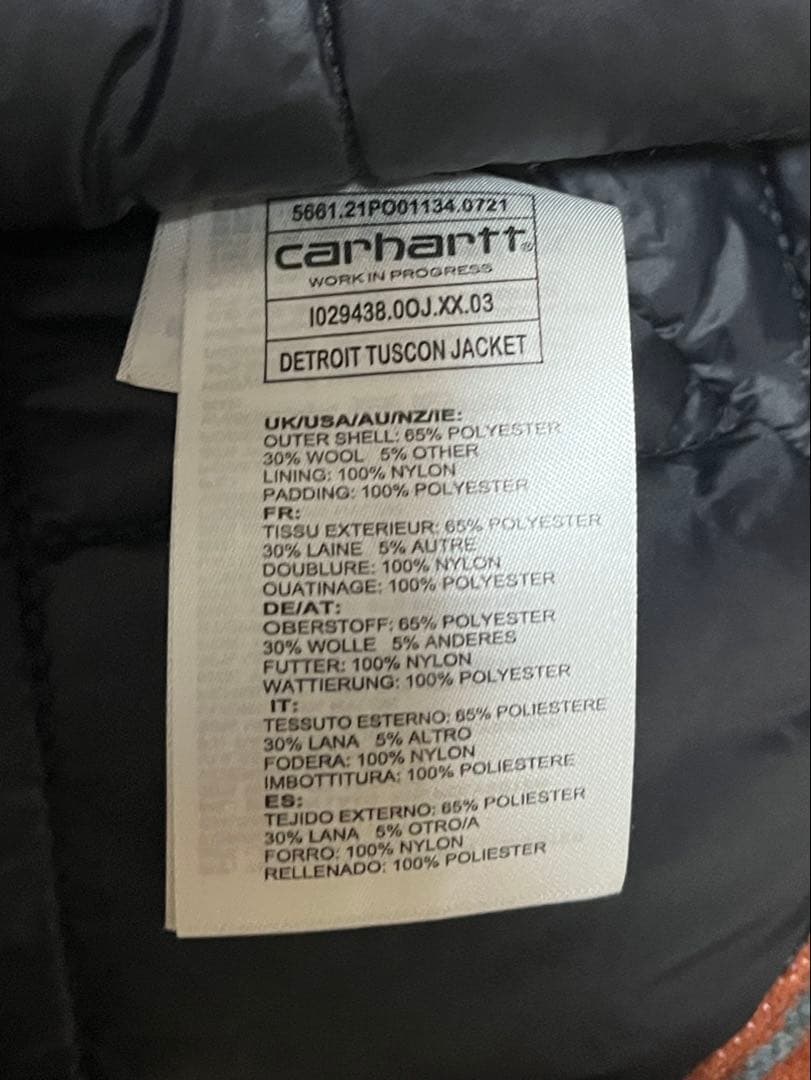 5661.21PO01134.0721
carhartt®
WORK IN PROGRESS
I029438.0OJ.XX.03
DETROIT TUSCON JACKET
UK/USA/AU/NZ/IE:
OUTER SHELL: 65% POLYESTER
30% WOOL 5% OTHER
LINING: 100% NYLON
PADDING: 100% POLYESTER
FR:
TISSU EXTERIEUR: 65% POLYESTER
30% LAINE 5% AUTRE
DOUBLURE: 100% NYLON
OUATINAGE: 100% POLYESTER
DE/AT:
OBERSTOFF: 65% POLYESTER
30% WOLLE 5% ANDERES
FUTTER: 100% NYLON
WATTIERUNG: 100% POLYESTER
IT:
TESSUTO ESTERNO: 65% POLIESTERE
30% LANA 5% ALTRO
FODERA: 100% NYLON
IMBOTTITURA: 100% POLIESTERE
ES:
TEJIDO EXTERNO: 65% POLIESTER
30% LANA 5% OTRO/A
FORRO: 100% NYLON
RELLENADO: 100% POLIESTER